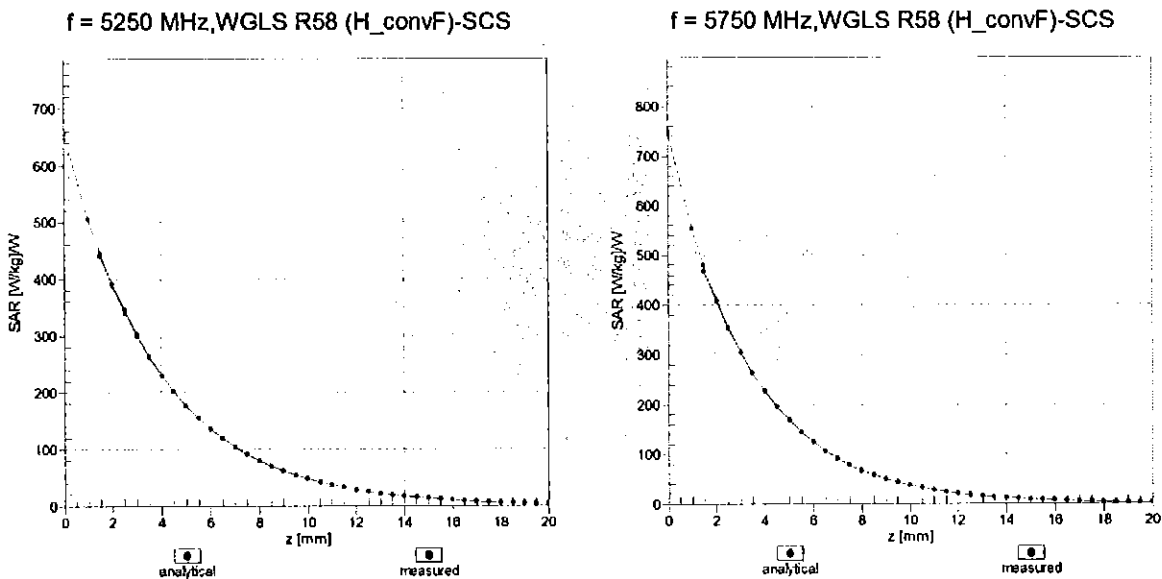 f = 5250 MHz,WGLS R58 (H_convF)-SCS
700
600
500
400
300
200
100
0
SAR [W/kg]/W
0 2 4 6 8 10 12 14 16 18 20
z [mm]
analytical measured
f = 5750 MHz,WGLS R58 (H_convF)-SCS
800
700
600
500
400
300
200
100
0
SAR [W/kg]/W
0 2 4 6 8 10 12 14 16 18 20
z [mm]
analytical measured